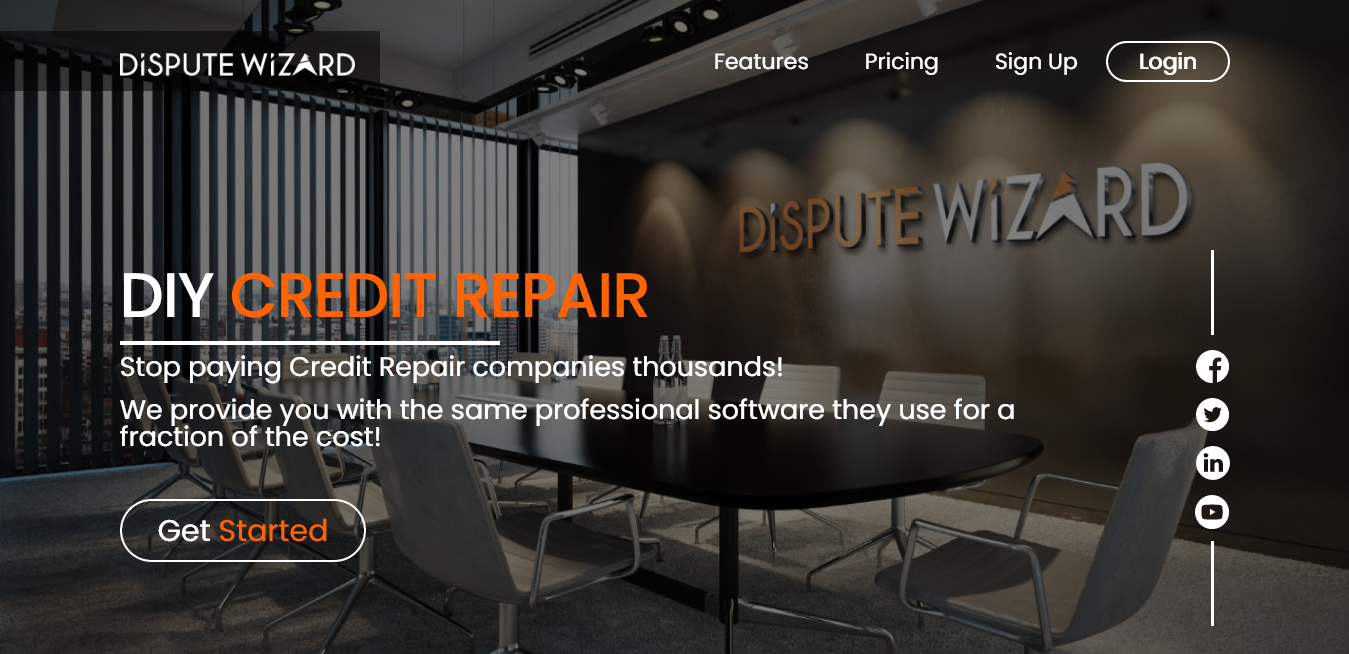 DiSPUTE WiZARD
Features
Pricing
Sign Up
Login
DiSPUTE WiZARD
DIY CREDIT REPAIR
Stop paying Credit Repair companies thousands!
We provide you with the same professional software they use for a
fraction of the cost!
Get Started